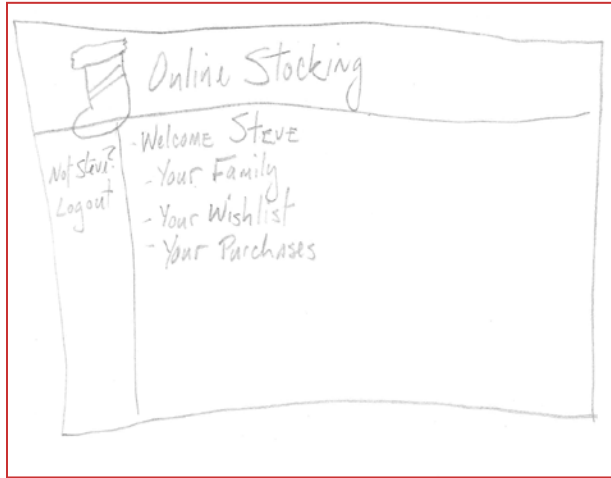 Online Stocking
- Welcome Steve
Not Steve?
Logout
- Your Family
- Your Wishlist
- Your Purchases